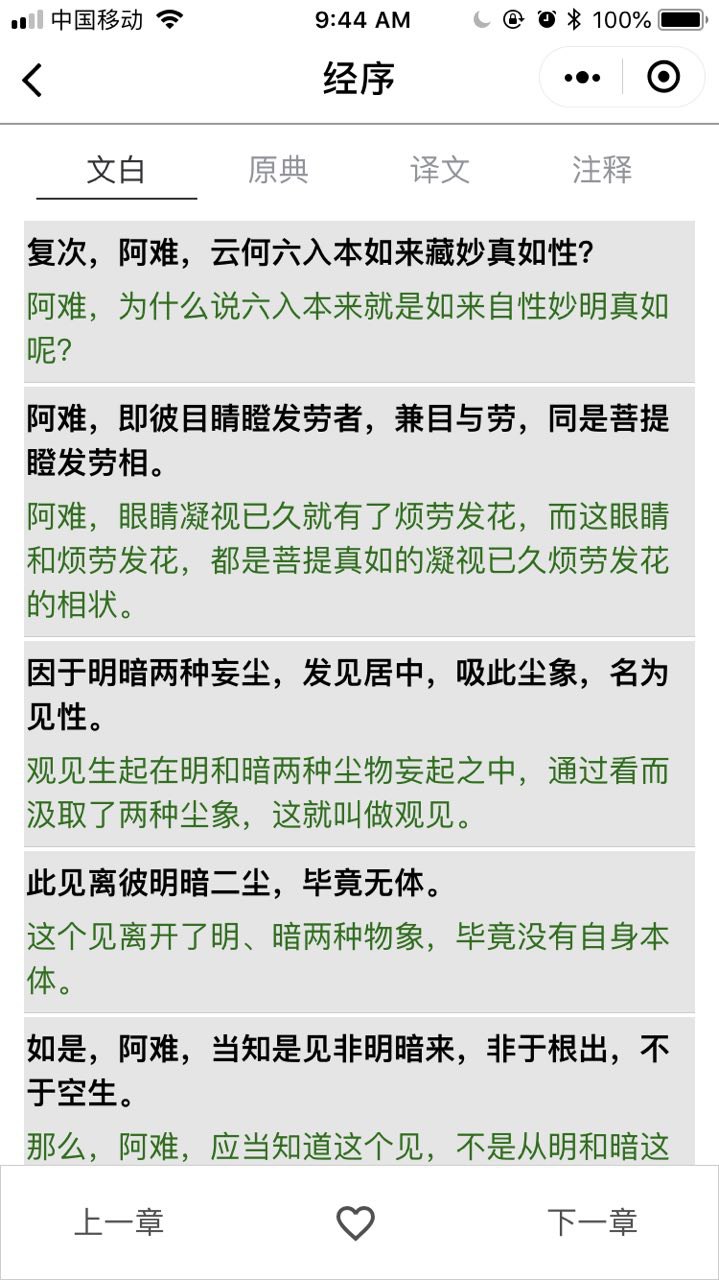 中国移动
9:44 AM
100%
经序
文白
原典
译文
注释
复次，阿难，云何六入本如来藏妙真如性？
阿难，为什么说六入本来就是如来自性妙明真如
呢？
阿难，即彼目睛瞪发劳者，兼目与劳，同是菩提
瞪发劳相。
阿难，眼睛凝视已久就有了烦劳发花，而这眼睛
和烦劳发花，都是菩提真如的凝视已久烦劳发花
的相状。
因于明暗两种妄尘，发见居中，吸此尘象，名为
见性。
观见生起在明和暗两种尘物妄起之中，通过看而
汲取了两种尘象，这就叫做观见。
此见离彼明暗二尘，毕竟无体。
这个见离开了明、暗两种物象，毕竟没有自身本
体。
如是，阿难，当知是见非明暗来，非于根出，不
于空生。
那么，阿难，应当知道这个见，不是从明和暗这
上一章
下一章